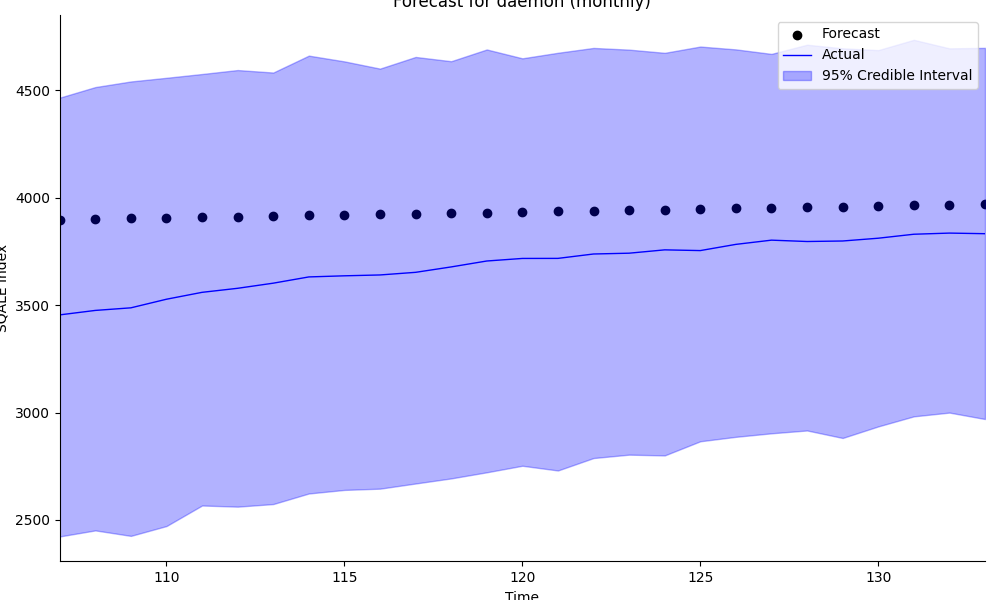 Forecast for daemon (monthly)
Forecast
Actual
95% Credible Interval
4500
4000
3500
3000
2500
SQALE Index
110
115
120
125
130
Time